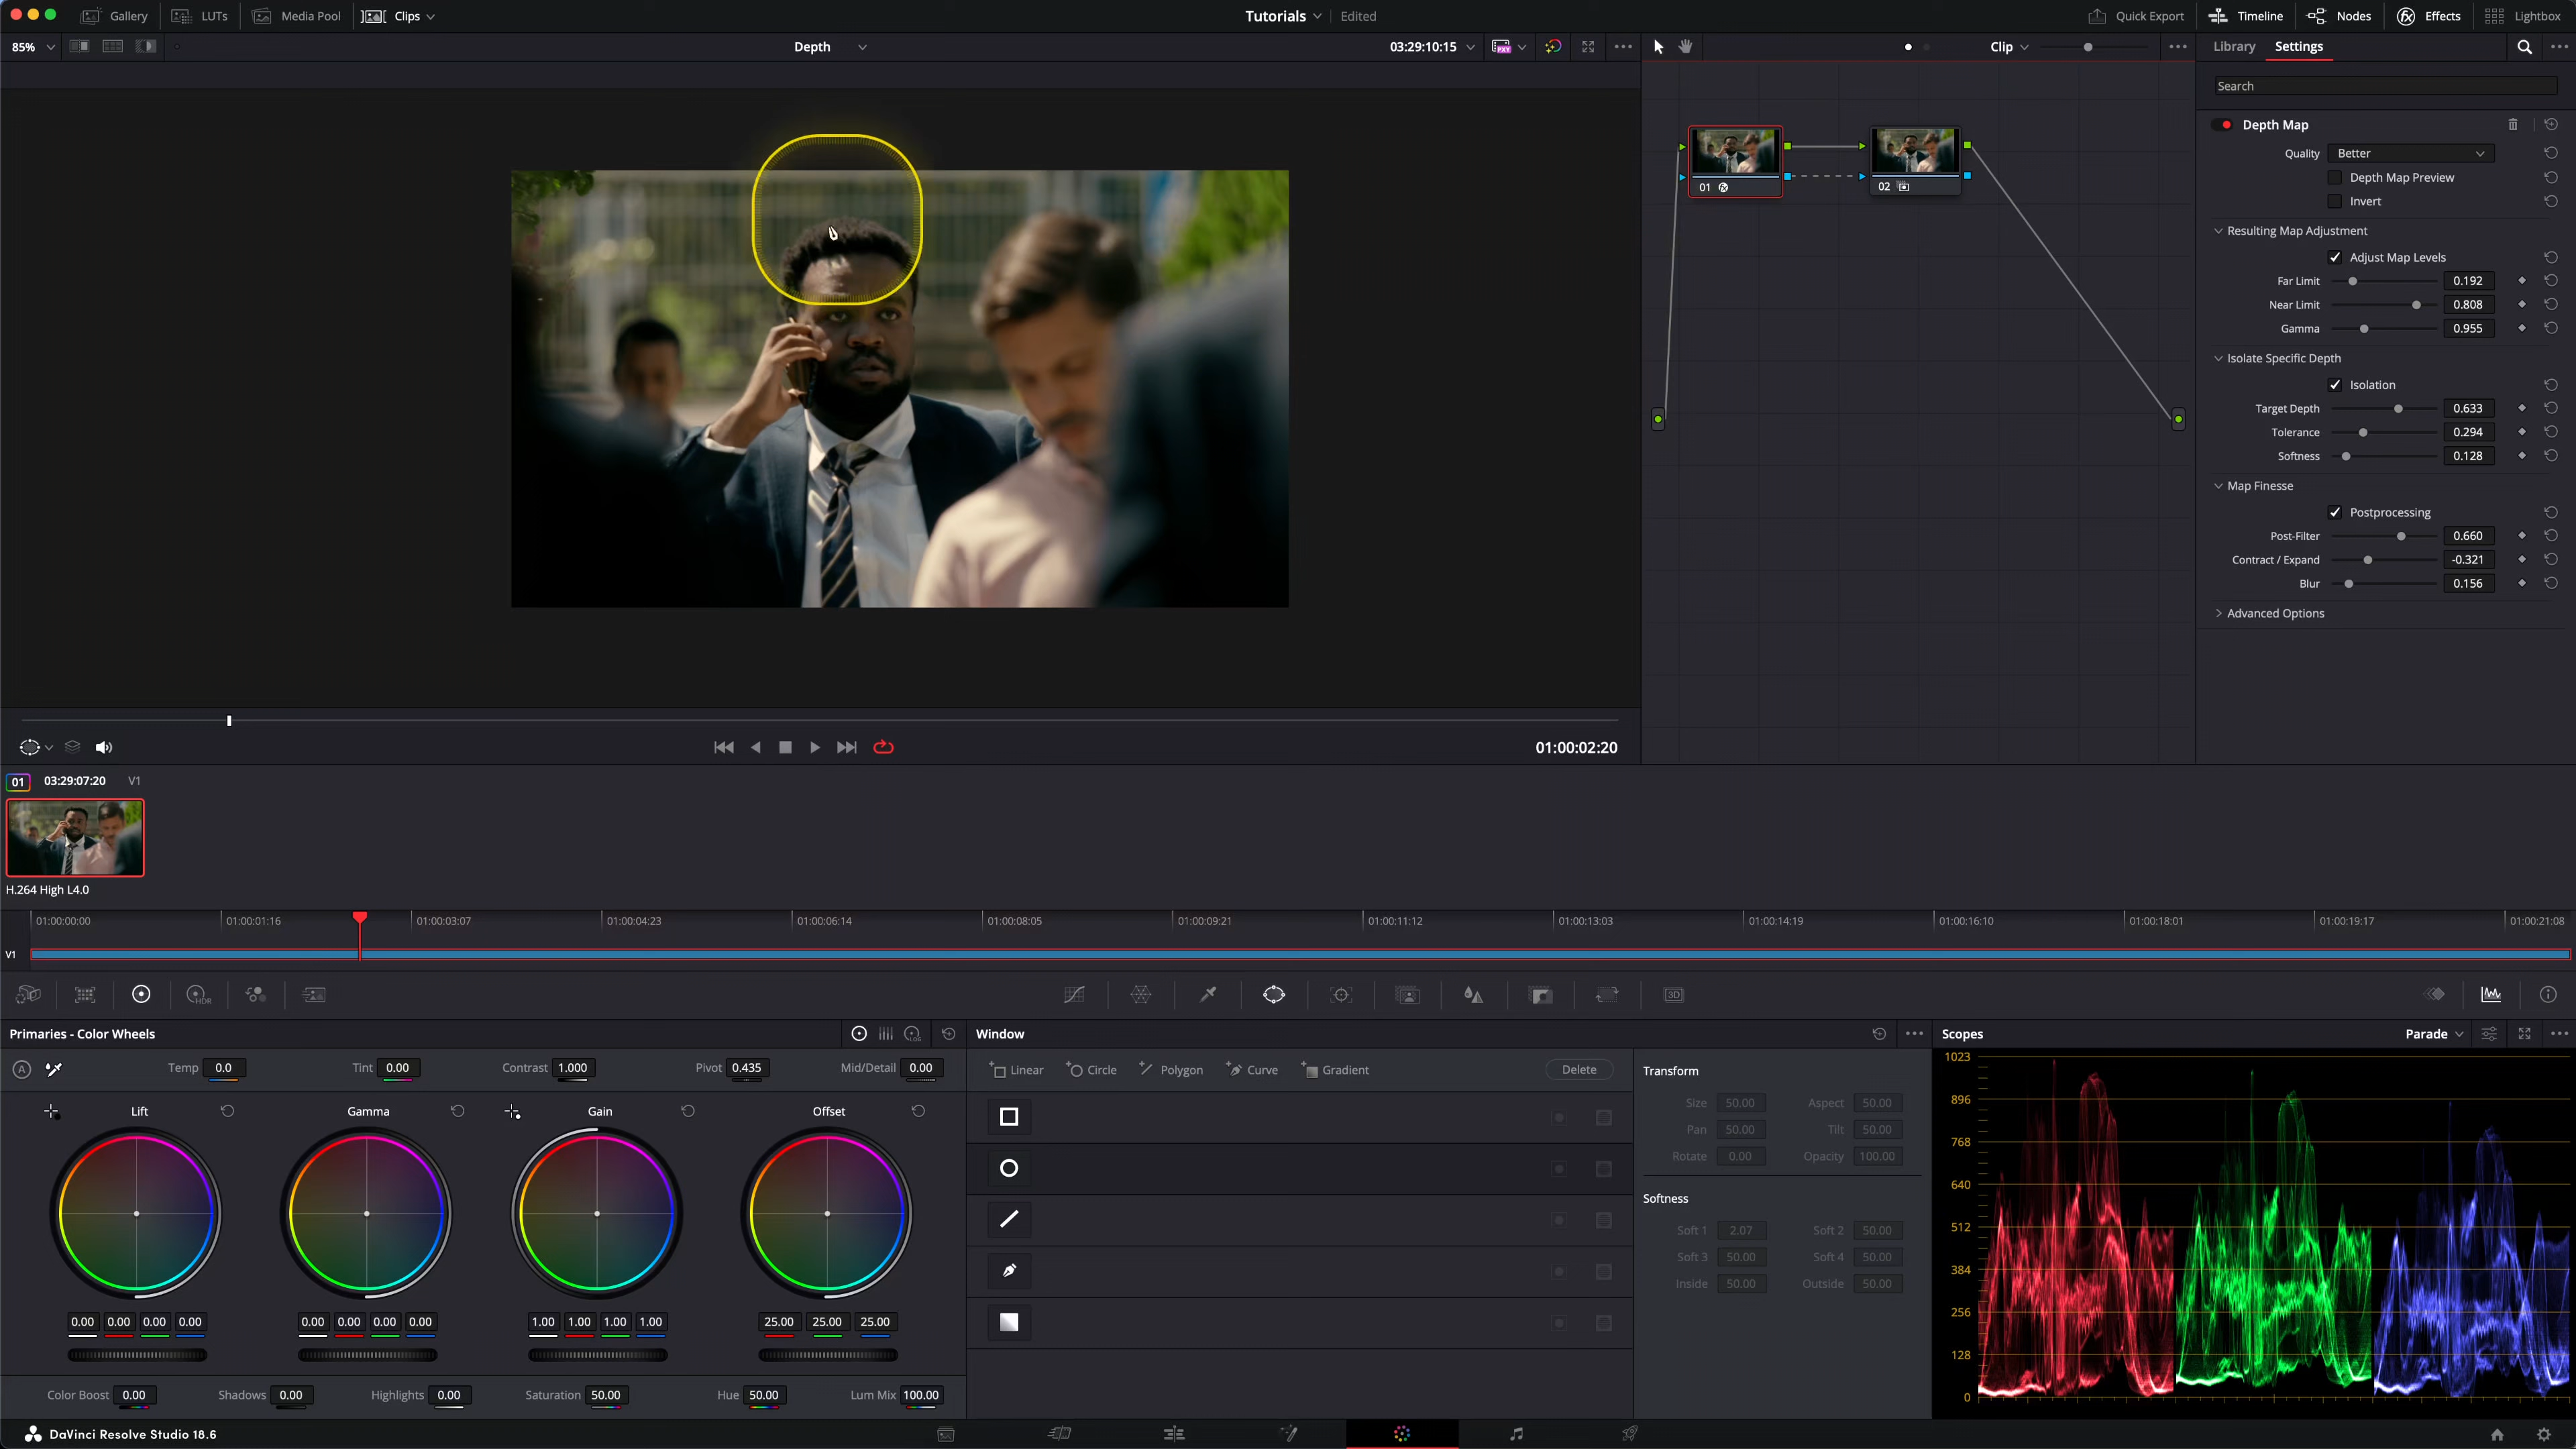 Gallery LUTs Media Pool Clips Tutorials Edited Quick Export Timeline Nodes Effects Lightbox
85% Depth 03:29:10:15 PXY Clip Library Settings
Search
Depth Map
Quality Better
Depth Map Preview
Invert
Resulting Map Adjustment
Adjust Map Levels
Far Limit 0.192
Near Limit 0.808
Gamma 0.955
Isolate Specific Depth
Isolation
Target Depth 0.633
Tolerance 0.294
Softness 0.128
Map Finesse
Postprocessing
Post-Filter 0.660
Contract / Expand -0.321
Blur 0.156
Advanced Options
01 02
01:00:02:20
01 03:29:07:20 V1
H.264 High L4.0
01:00:00:00 01:00:01:16 01:00:03:07 01:00:04:23 01:00:06:14 01:00:08:05 01:00:09:21 01:00:11:12 01:00:13:03 01:00:14:19 01:00:16:10 01:00:18:01 01:00:19:17 01:00:21:08
V1
HDR 3D
Primaries - Color Wheels LOG
A Temp 0.0 Tint 0.00 Contrast 1.000 Pivot 0.435 Mid/Detail 0.00
Lift Gamma Gain Offset
0.00 0.00 0.00 0.00 0.00 0.00 0.00 0.00 1.00 1.00 1.00 1.00 25.00 25.00 25.00
Color Boost 0.00 Shadows 0.00 Highlights 0.00 Saturation 50.00 Hue 50.00 Lum Mix 100.00
Window
Linear Circle Polygon Curve Gradient Delete
Transform
Size 50.00 Aspect 50.00
Pan 50.00 Tilt 50.00
Rotate 0.00 Opacity 100.00
Softness
Soft 1 2.07 Soft 2 50.00
Soft 3 50.00 Soft 4 50.00
Inside 50.00 Outside 50.00
Scopes Parade
1023
896
768
640
512
384
256
128
0
DaVinci Resolve Studio 18.6